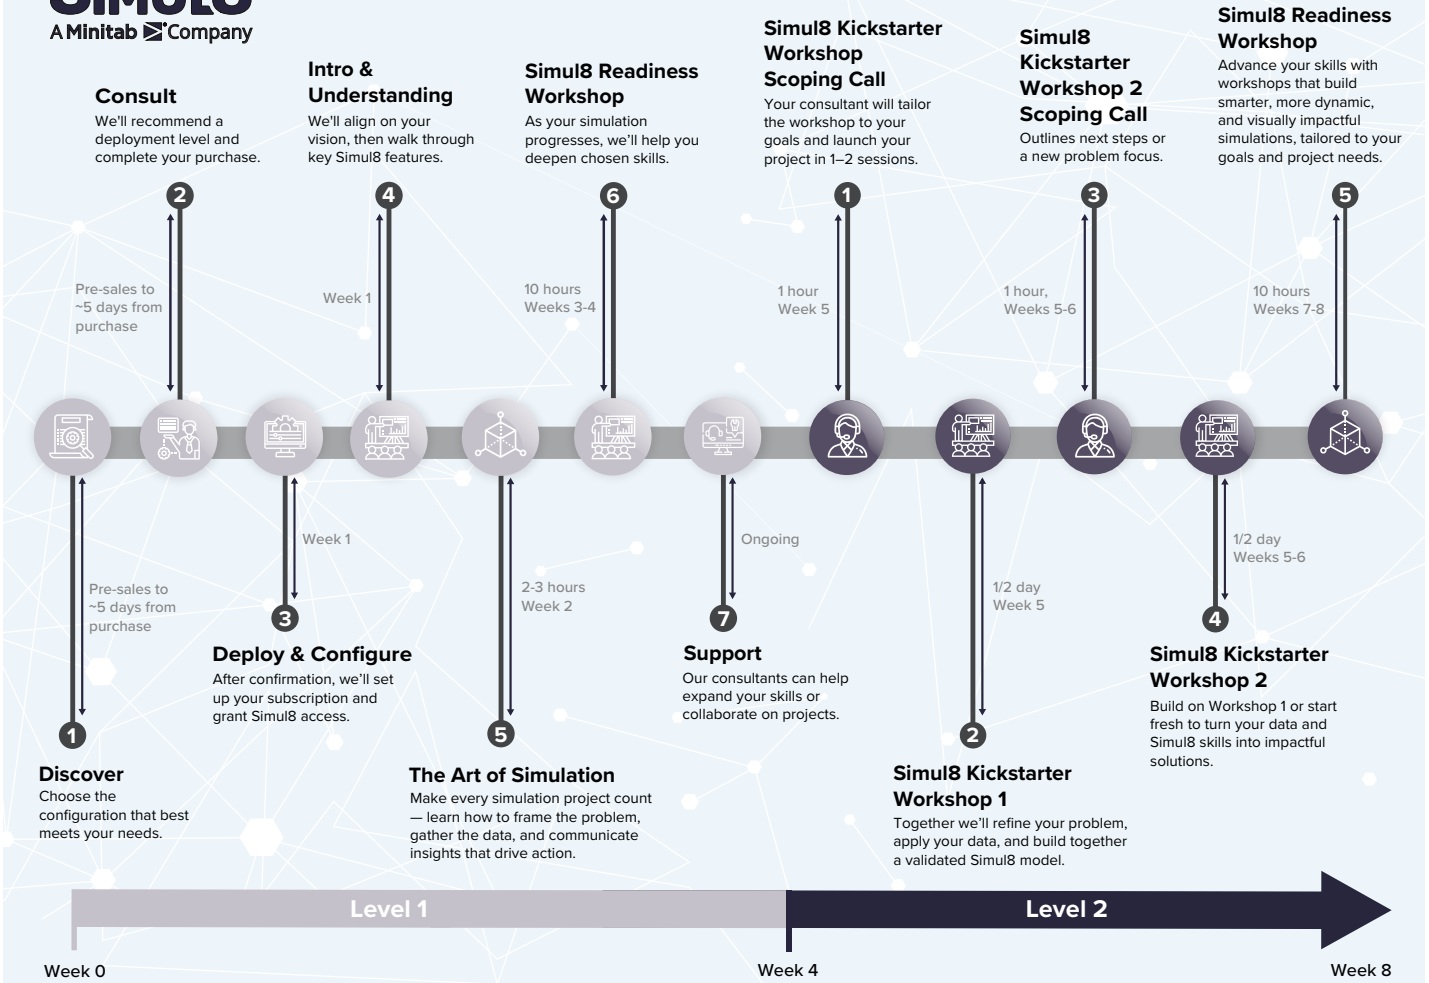 SIMUL8
A Minitab Company
Consult
We'll recommend a
deployment level and
complete your purchase.
2
Pre-sales to
~5 days from
purchase
Intro &
Understanding
We'll align on your
vision, then walk through
key Simul8 features.
4
Week 1
Simul8 Readiness
Workshop
As your simulation
progresses, we'll help you
deepen chosen skills.
6
10 hours
Weeks 3-4
Simul8 Kickstarter
Workshop
Scoping Call
Your consultant will tailor
the workshop to your
goals and launch your
project in 1–2 sessions.
1
1 hour
Week 5
Simul8
Kickstarter
Workshop 2
Scoping Call
Outlines next steps or
a new problem focus.
3
1 hour,
Weeks 5-6
Simul8 Readiness
Workshop
Advance your skills with
workshops that build
smarter, more dynamic,
and visually impactful
simulations, tailored to your
goals and project needs.
5
10 hours
Weeks 7-8
Pre-sales to
~5 days from
purchase
1
Discover
Choose the
configuration that best
meets your needs.
Week 1
3
Deploy & Configure
After confirmation, we'll set
up your subscription and
grant Simul8 access.
2-3 hours
Week 2
5
The Art of Simulation
Make every simulation project count
— learn how to frame the problem,
gather the data, and communicate
insights that drive action.
Ongoing
7
Support
Our consultants can help
expand your skills or
collaborate on projects.
1/2 day
Week 5
2
Simul8 Kickstarter
Workshop 1
Together we'll refine your problem,
apply your data, and build together
a validated Simul8 model.
1/2 day
Weeks 5-6
4
Simul8 Kickstarter
Workshop 2
Build on Workshop 1 or start
fresh to turn your data and
Simul8 skills into impactful
solutions.
Level 1
Level 2
Week 0
Week 4
Week 8